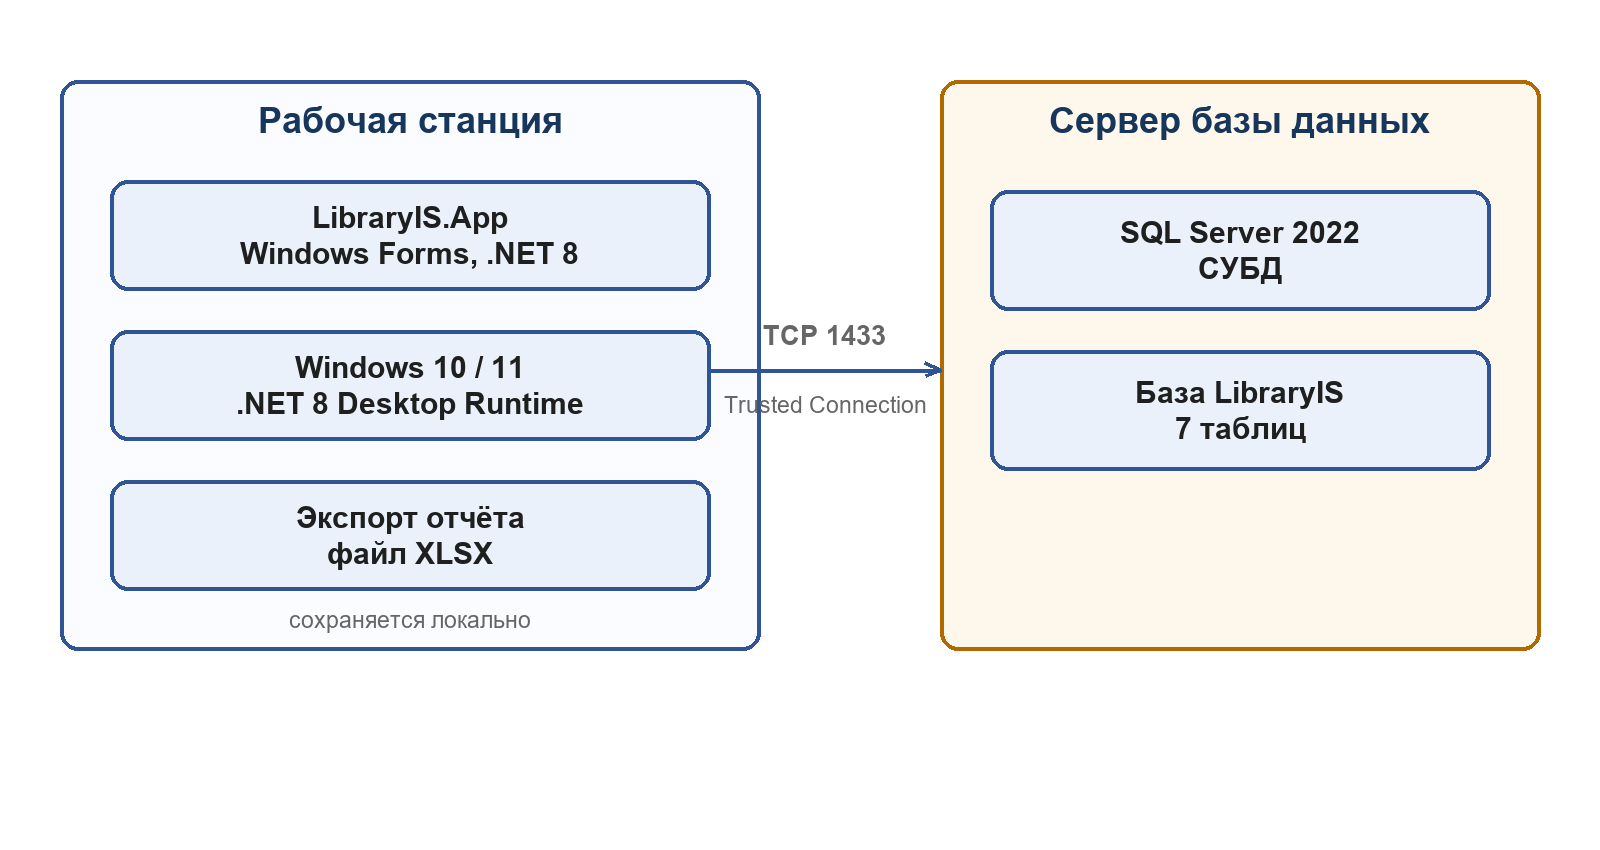 Рабочая станция
LibraryIS.App
Windows Forms, .NET 8
Windows 10 / 11
.NET 8 Desktop Runtime
Экспорт отчёта
файл XLSX
сохраняется локально
TCP 1433
Trusted Connection
Сервер базы данных
SQL Server 2022
СУБД
База LibraryIS
7 таблиц